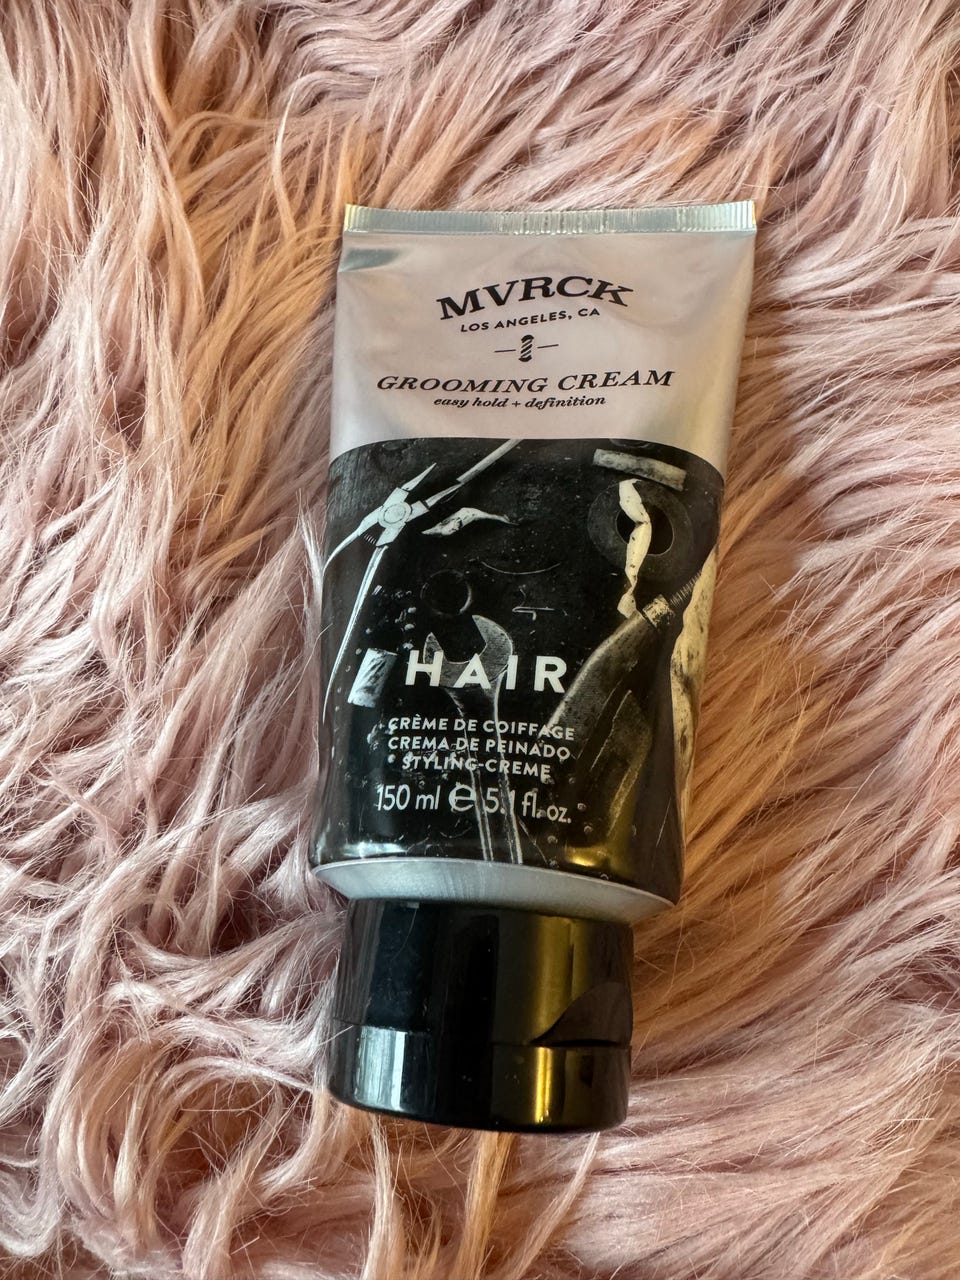 MVRCK
LOS ANGELES, CA
GROOMING CREAM
easy hold + definition
HAIR
CRÈME DE COIFFAGE
CREMA DE PEINADO
STYLING-CREME
150 ml ℮ 5.1 fl. oz.